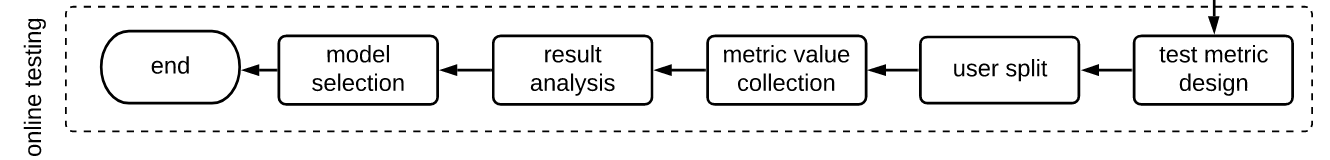 online testing
end
model
selection
result
analysis
metric value
collection
user split
test metric
design